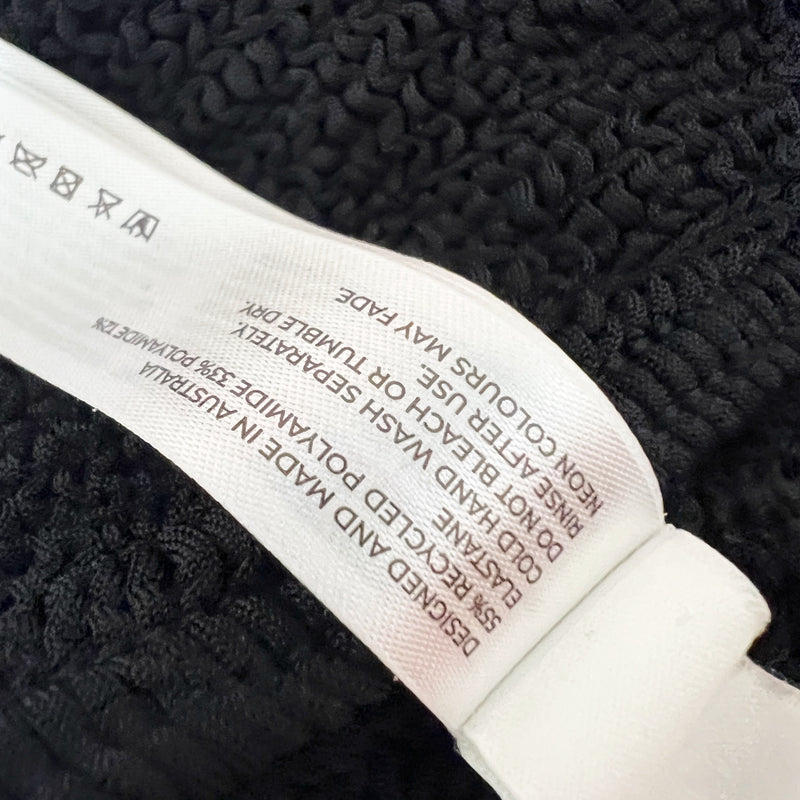 DESIGNED AND MADE IN AUSTRALIA
55% RECYCLED POLYAMIDE 33% POLYAMIDE 12%
ELASTANE
COLD HAND WASH SEPARATELY.
DO NOT BLEACH OR TUMBLE DRY.
RINSE AFTER USE.
NEON COLOURS MAY FADE.